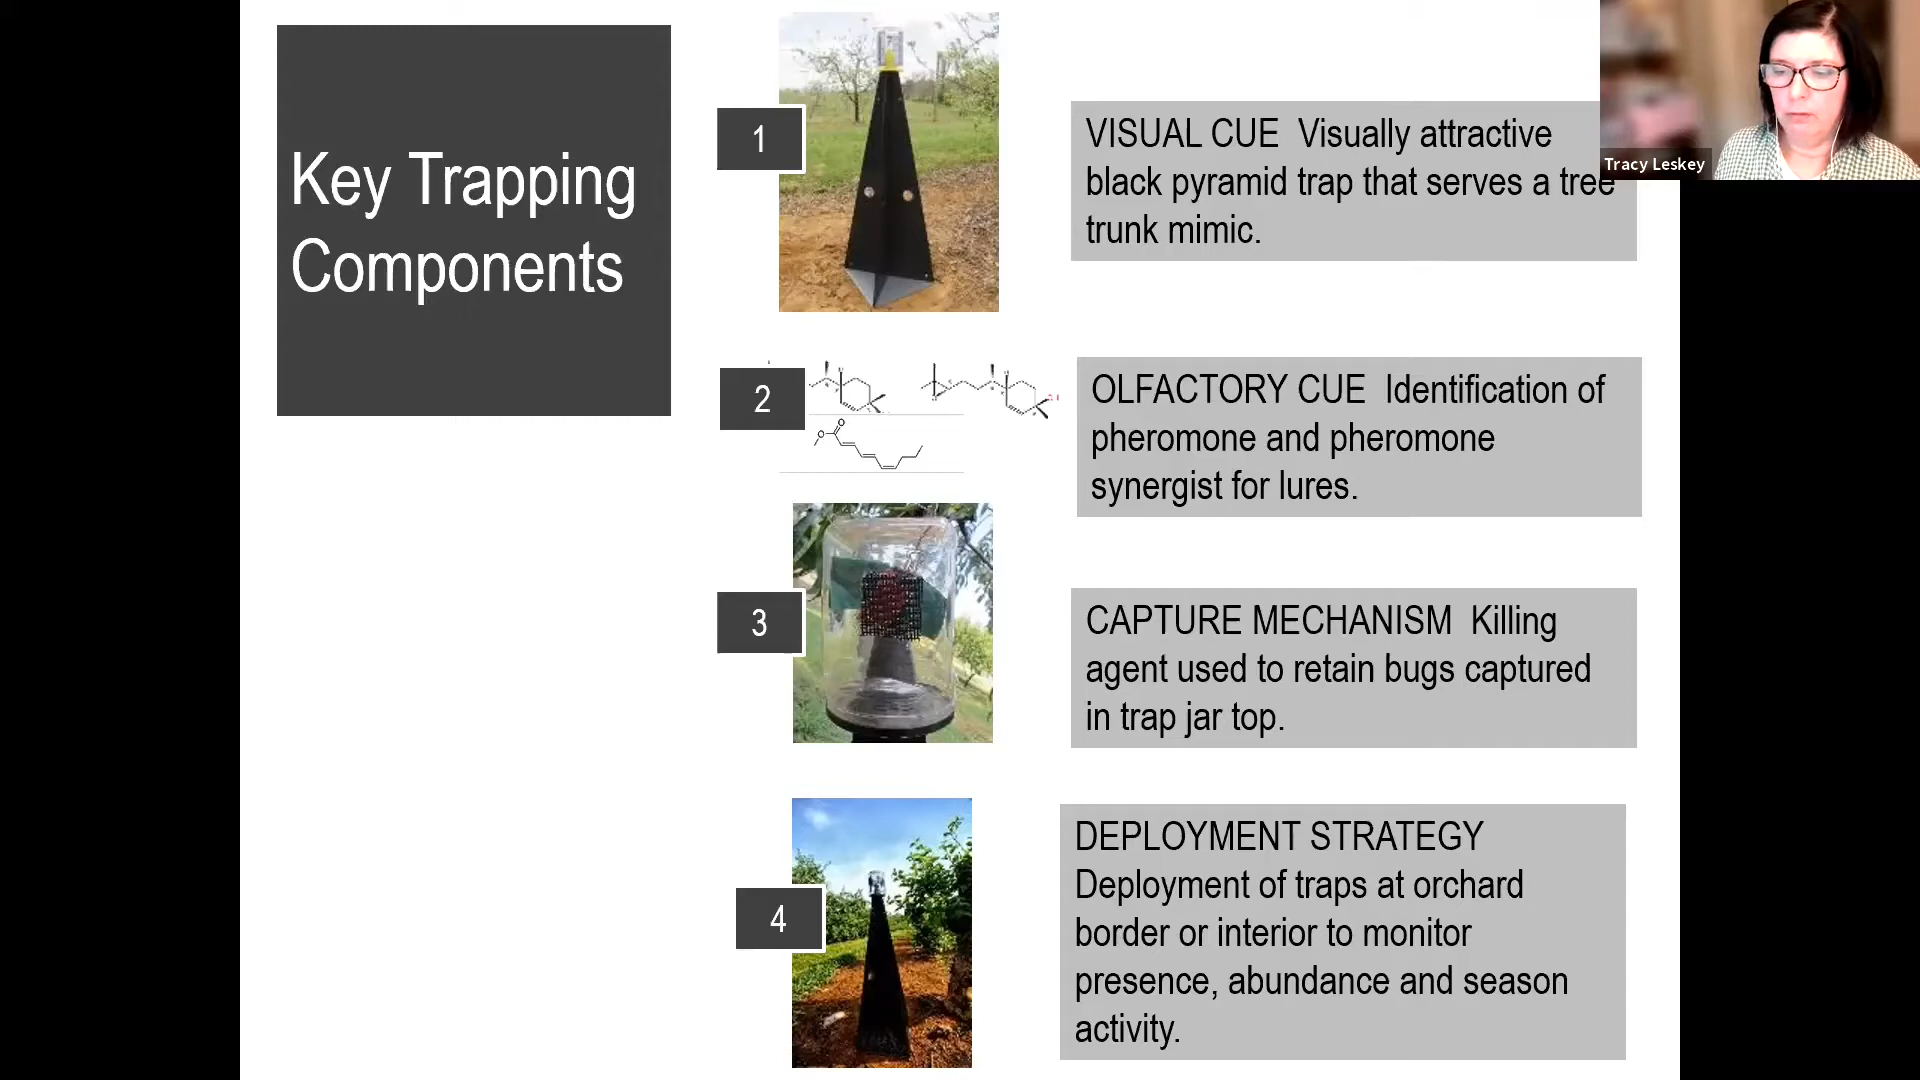 Key Trapping
Components
1
VISUAL CUE Visually attractive
black pyramid trap that serves a tree
trunk mimic.
Tracy Leskey
2
OLFACTORY CUE Identification of
pheromone and pheromone
synergist for lures.
3
CAPTURE MECHANISM Killing
agent used to retain bugs captured
in trap jar top.
4
DEPLOYMENT STRATEGY
Deployment of traps at orchard
border or interior to monitor
presence, abundance and season
activity.